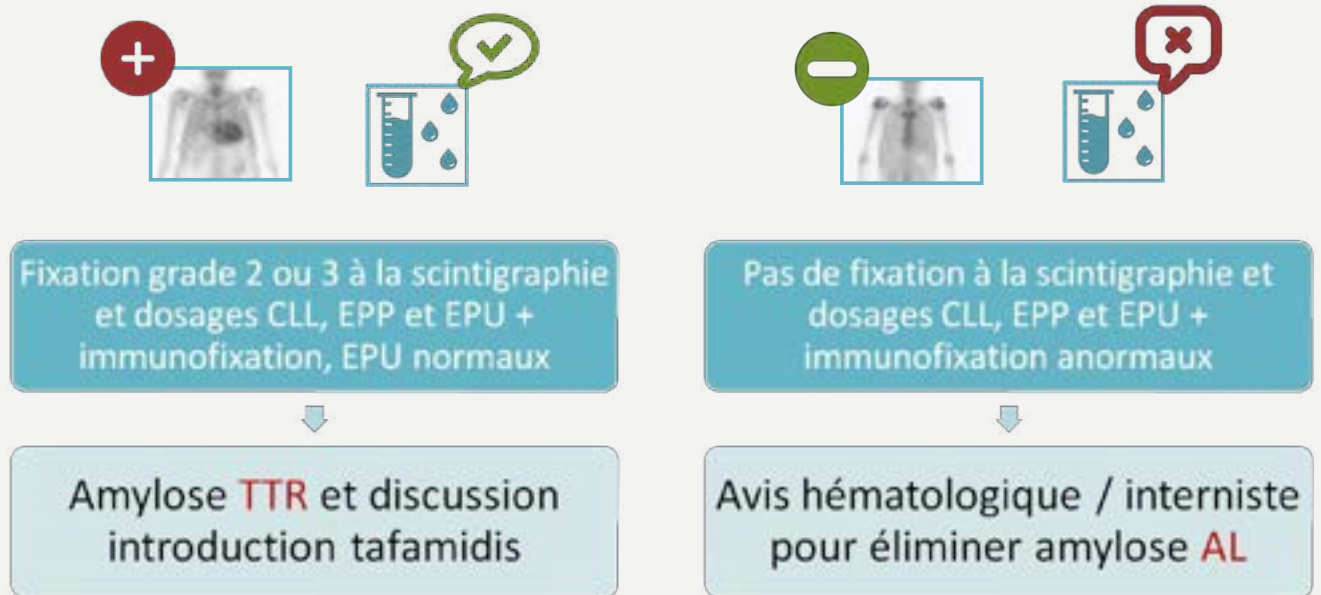 Fixation grade 2 ou 3 à la scintigraphie
et dosages CLL, EPP et EPU +
immunofixation, EPU normaux
Amylose TTR et discussion
introduction tafamidis
Pas de fixation à la scintigraphie et
dosages CLL, EPP et EPU +
immunofixation anormaux
Avis hématologique / interniste
pour éliminer amylose AL